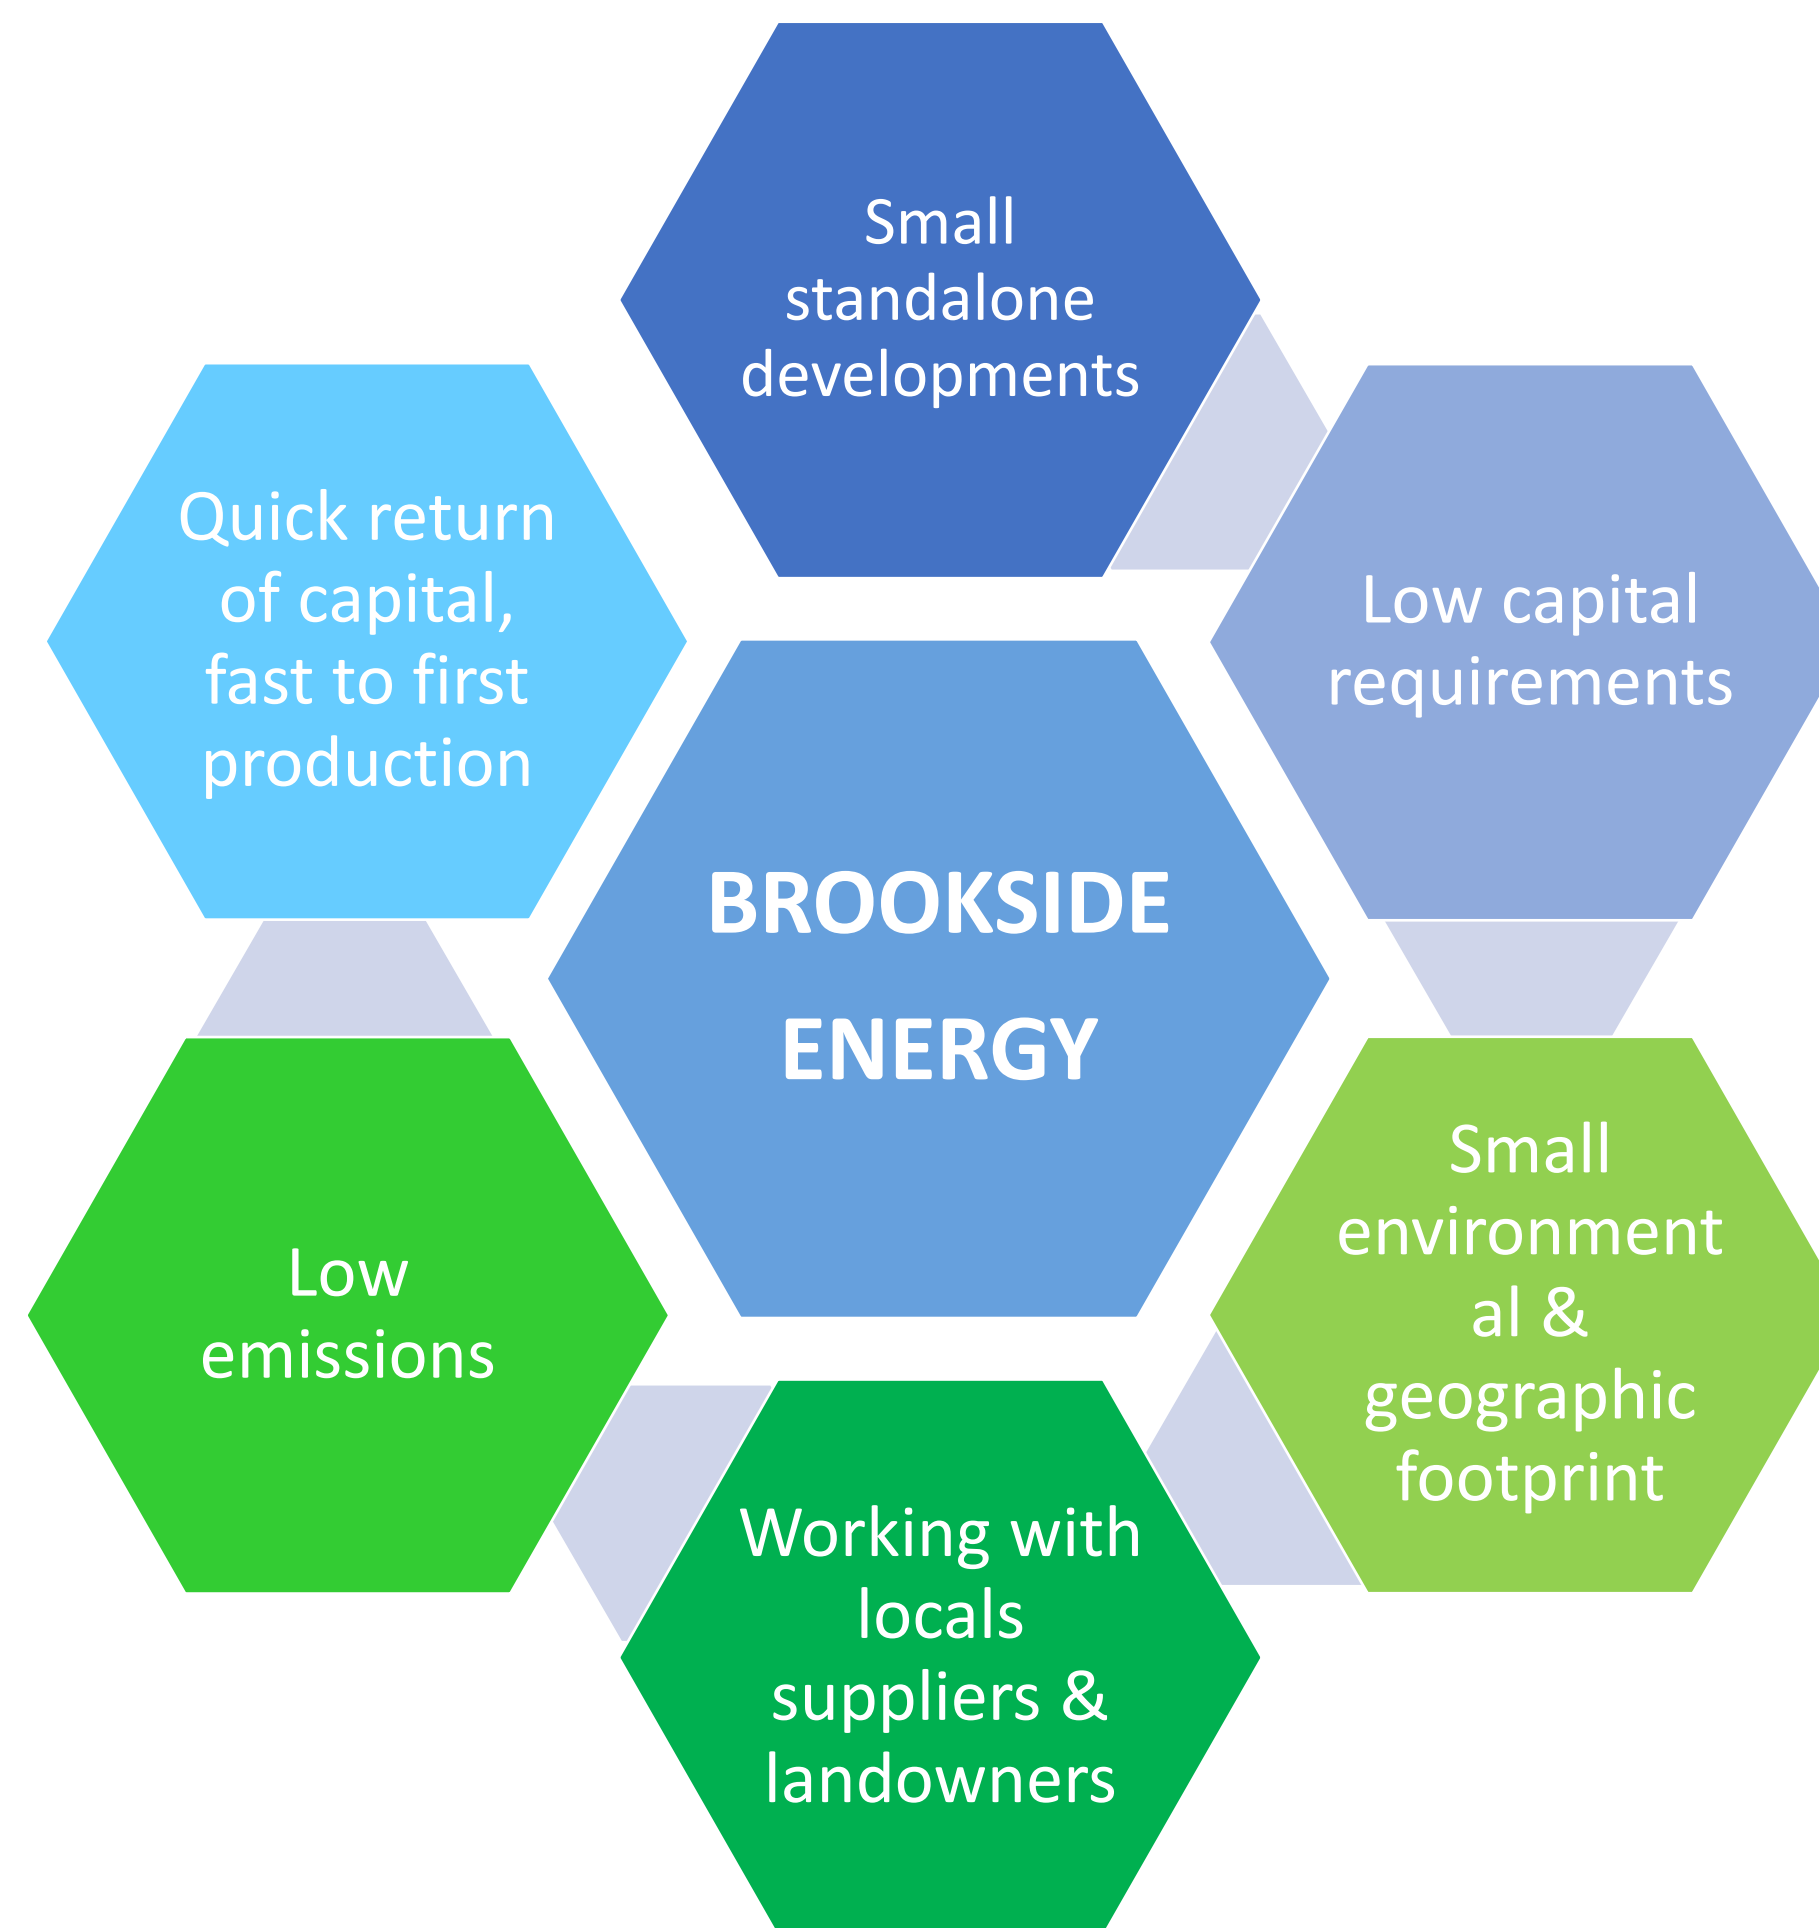 Small
standalone
developments
Quick return
of capital,
fast to first
production
Low capital
requirements
BROOKSIDE
ENERGY
Low
emissions
Small
environment
al &
geographic
footprint
Working with
locals
suppliers &
landowners